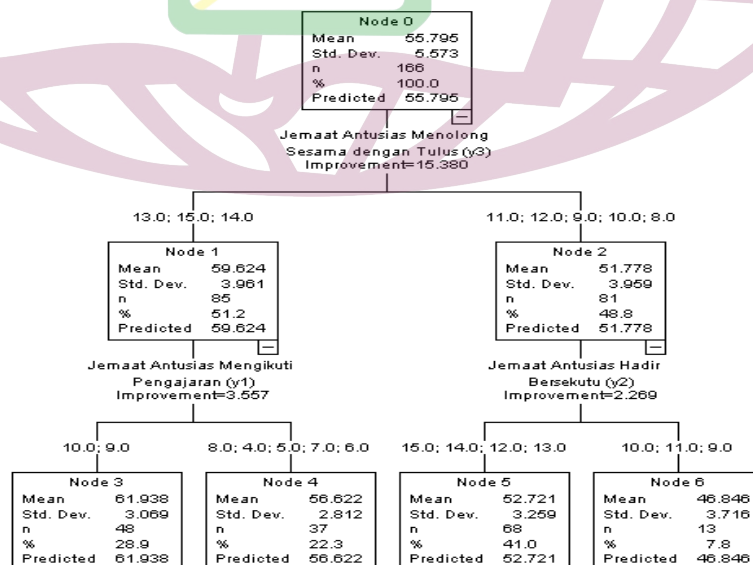 Node 0
Mean 55.795
Std. Dev. 5.573
n 166
% 100.0
Predicted 55.795
Jemaat Antusias Menolong
Sesama dengan Tulus (y3)
Improvement=15.380
13.0; 15.0; 14.0
11.0; 12.0; 9.0; 10.0; 8.0
Node 1
Mean 59.624
Std. Dev. 3.961
n 85
% 51.2
Predicted 59.624
Node 2
Mean 51.778
Std. Dev. 3.959
n 81
% 48.8
Predicted 51.778
Jemaat Antusias Mengikuti
Pengajaran (y1)
Improvement=3.557
Jemaat Antusias Hadir
Bersekutu (y2)
Improvement=2.269
10.0; 9.0
8.0; 4.0; 5.0; 7.0; 6.0
15.0; 14.0; 12.0; 13.0
10.0; 11.0; 9.0
Node 3
Mean 61.938
Std. Dev. 3.069
n 48
% 28.9
Predicted 61.938
Node 4
Mean 56.622
Std. Dev. 2.812
n 37
% 22.3
Predicted 56.622
Node 5
Mean 52.721
Std. Dev. 3.259
n 68
% 41.0
Predicted 52.721
Node 6
Mean 46.846
Std. Dev. 3.716
n 13
% 7.8
Predicted 46.846